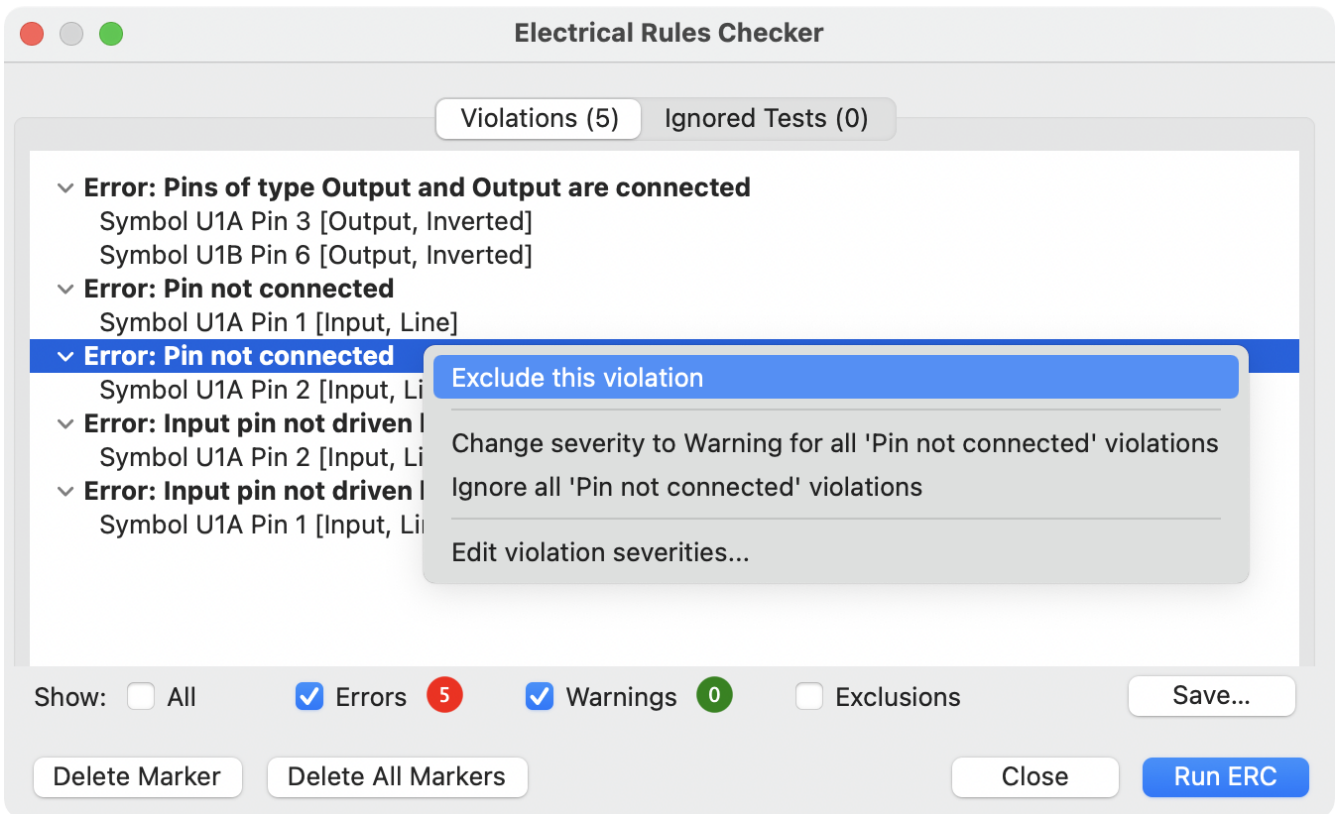 Electrical Rules Checker
Violations (5) Ignored Tests (0)
Error: Pins of type Output and Output are connected
Symbol U1A Pin 3 [Output, Inverted]
Symbol U1B Pin 6 [Output, Inverted]
Error: Pin not connected
Symbol U1A Pin 1 [Input, Line]
Error: Pin not connected
Exclude this violation
Symbol U1A Pin 2 [Input,
Error: Input pin not driven
Change severity to Warning for all 'Pin not connected' violations
Symbol U1A Pin 2 [Input,
Ignore all 'Pin not connected' violations
Error: Input pin not driven
Symbol U1A Pin 1 [Input,
Edit violation severities...
Show: All Errors 5 Warnings 0 Exclusions Save...
Delete Marker Delete All Markers Close Run ERC